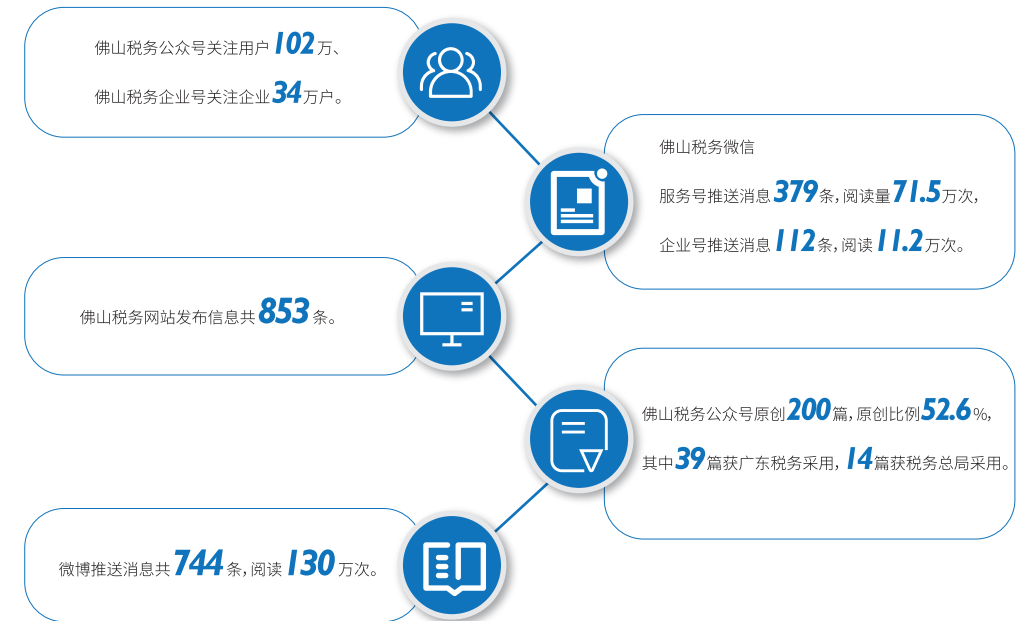 佛山税务公众号关注用户102万、
佛山税务企业号关注企业34万户。
佛山税务微信
服务号推送消息379条,阅读量71.5万次,
企业号推送消息112条,阅读11.2万次。
佛山税务网站发布信息共853条。
佛山税务公众号原创200篇,原创比例52.6%,
其中39篇获广东税务采用,14篇获税务总局采用。
微博推送消息共744条,阅读130万次。